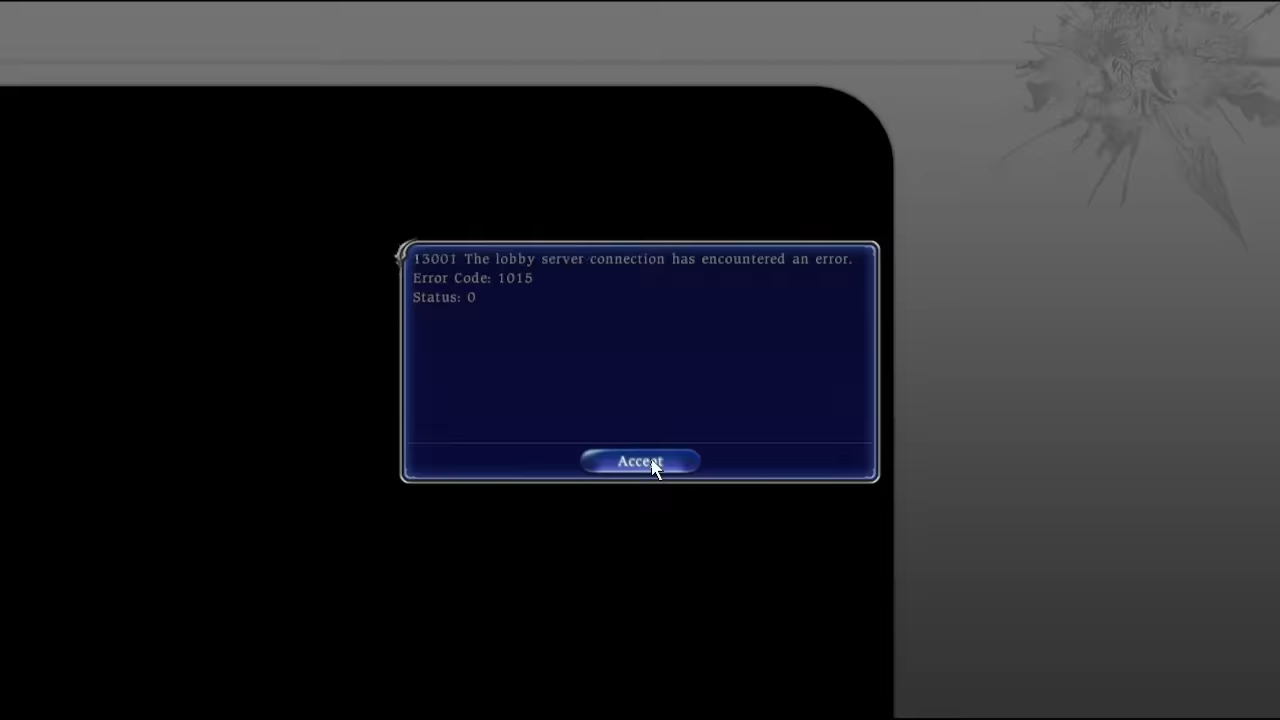 13001 The lobby server connection has encountered an error.
Error Code: 1015
Status: 0
Accept